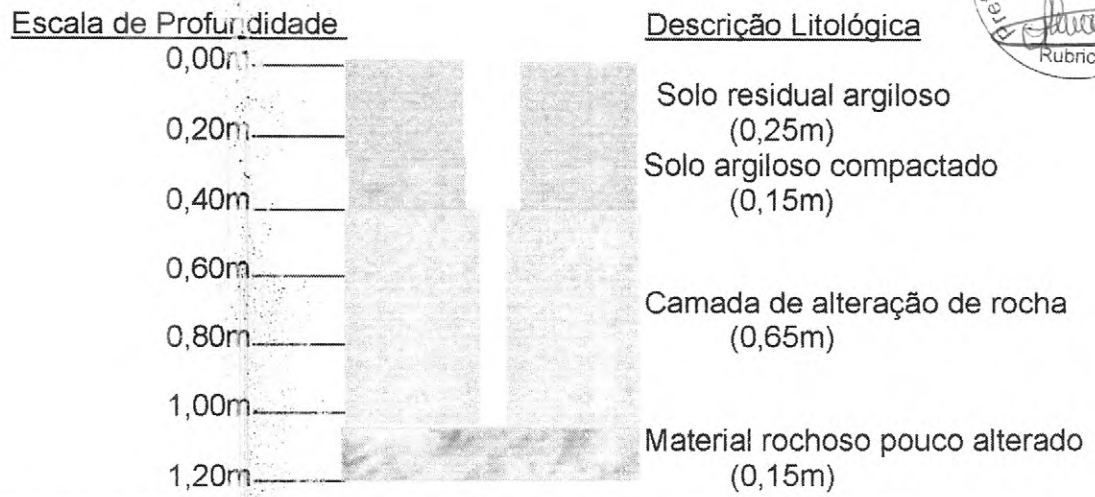 Escala de Profundidade
Descrição Litológica
Rubric
0,00m
Solo residual argiloso
(0,25m)
0,20m
Solo argiloso compactado
(0,15m)
0,40m
0,60m
Camada de alteração de rocha
(0,65m)
0,80m
1,00m
Material rochoso pouco alterado
(0,15m)
1,20m